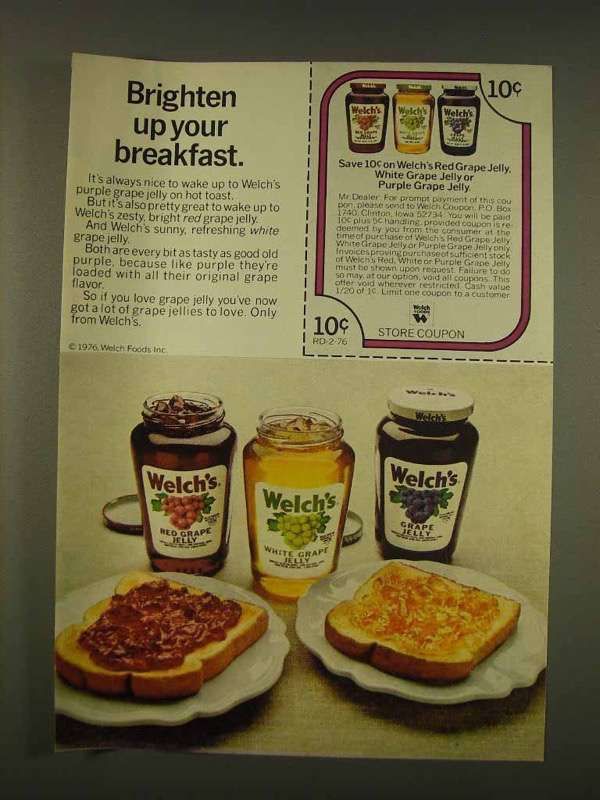 Brighten
up your
breakfast.
It's always nice to wake up to Welch's
purple grape jelly on hot toast.
But it's also pretty great to wake up to
Welch's zesty, bright red grape jelly.
And Welch's sunny, refreshing white
grape jelly.
Both are every bit as tasty as good old
purple, because like purple they're
loaded with all their original grape
flavor.
So if you love grape jelly you've now
got a lot of grape jellies to love. Only
from Welch's.
© 1976, Welch Foods Inc.
10¢
Welch's
Welch's
Welch's
Save 10¢ on Welch's Red Grape Jelly,
White Grape Jelly or
Purple Grape Jelly.
Mr. Dealer: For prompt payment of this cou
pon, please send to Welch Coupon, P.O. Box
1740, Clinton, Iowa 52734. You will be paid
10¢ plus 5¢ handling, provided coupon is re-
deemed by you from the consumer at the
time of purchase of Welch's Red Grape Jelly,
White Grape Jelly or Purple Grape Jelly only.
Invoices proving purchase of sufficient stock
of Welch's Red, White or Purple Grape Jelly
must be shown upon request. Failure to do
so may, at our option, void all coupons. This
offer void wherever restricted. Cash value
1/20 of 1¢. Limit one coupon to a customer
10¢
RD-2-76
Welch
FOODS
STORE COUPON
Welch's
Welch's
Welch's
RED GRAPE
JELLY
Welch's
WHITE GRAPE
JELLY
Welch's
GRAPE
JELLY